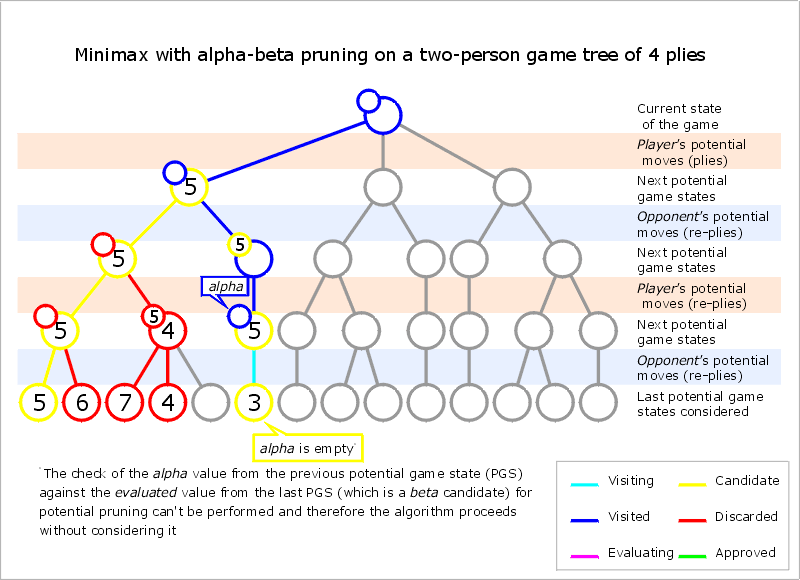 Minimax with alpha-beta pruning on a two-person game tree of 4 plies
Current state
of the game
Player's potential
moves (plies)
5
Next potential
game states
Opponent's potential
moves (re-plies)
5
5
Next potential
game states
alpha
Player's potential
moves (re-plies)
5
5
4
5
Next potential
game states
Opponent's potential
moves (re-plies)
5
6
7
4
3
Last potential game
states considered
alpha is empty*
*The check of the alpha value from the previous potential game state (PGS)
against the evaluated value from the last PGS (which is a beta candidate) for
potential pruning can't be performed and therefore the algorithm proceeds
without considering it
Visiting
Candidate
Visited
Discarded
Evaluating
Approved